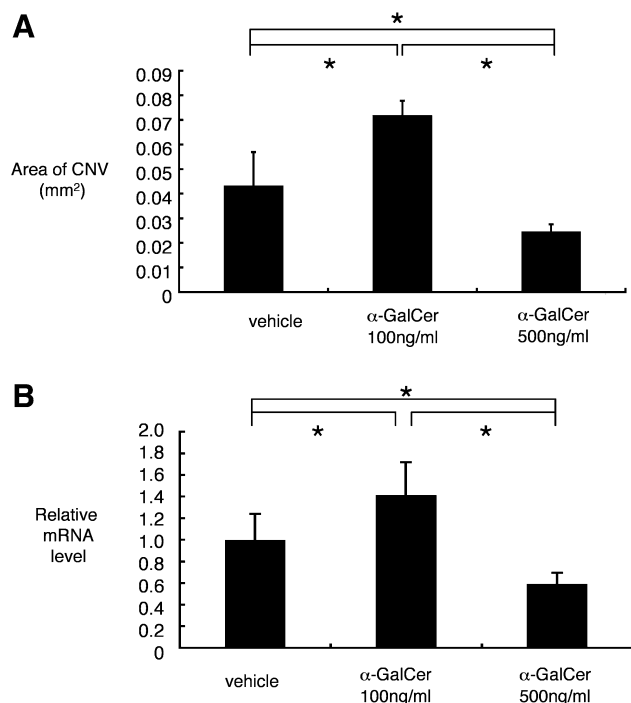 A
*
*
*
0.09
0.08
0.07
0.06
0.05
0.04
0.03
0.02
0.01
0
Area of CNV
(mm²)
vehicle
α-GalCer
100ng/ml
α-GalCer
500ng/ml
B
*
*
*
2.0
1.8
1.6
1.4
1.2
1.0
0.8
0.6
0.4
0.2
0
Relative
mRNA
level
vehicle
α-GalCer
100ng/ml
α-GalCer
500ng/ml